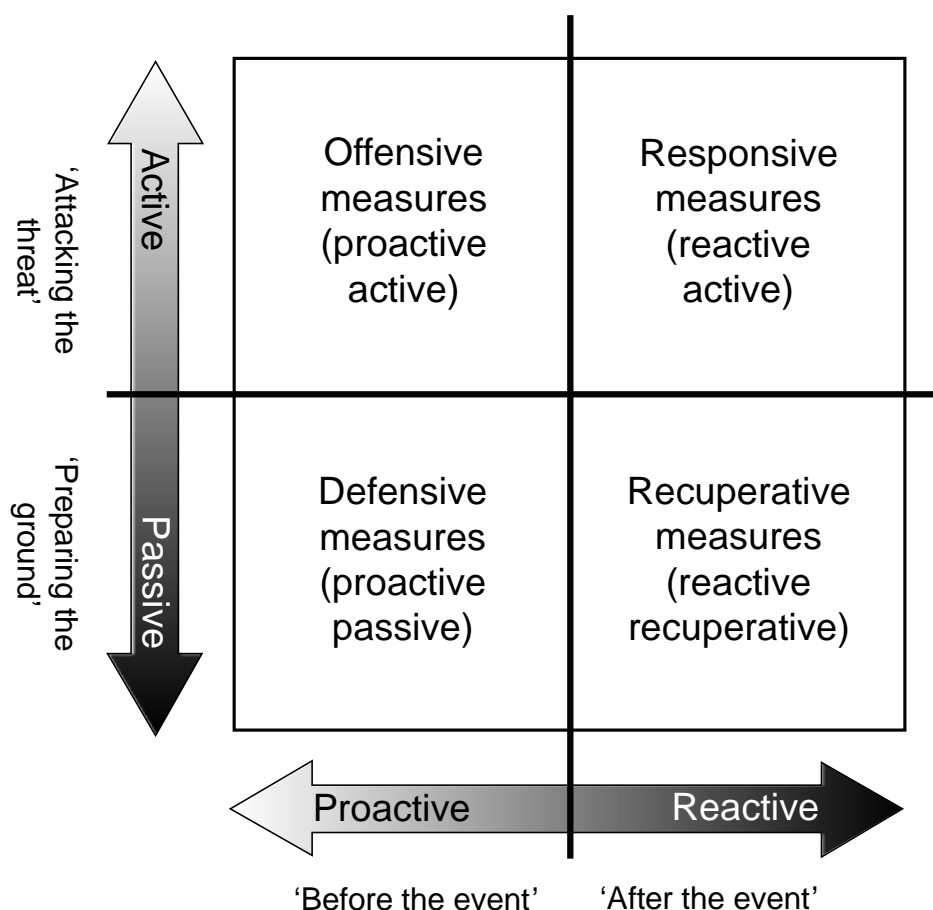 Offensive
measures
(proactive
active)
Responsive
measures
(reactive
active)
Active
‘Attacking the
threat’
Defensive
measures
(proactive
passive)
Recuperative
measures
(reactive
recuperative)
Passive
‘Preparing the
ground’
Proactive
Reactive
‘Before the event’
‘After the event’